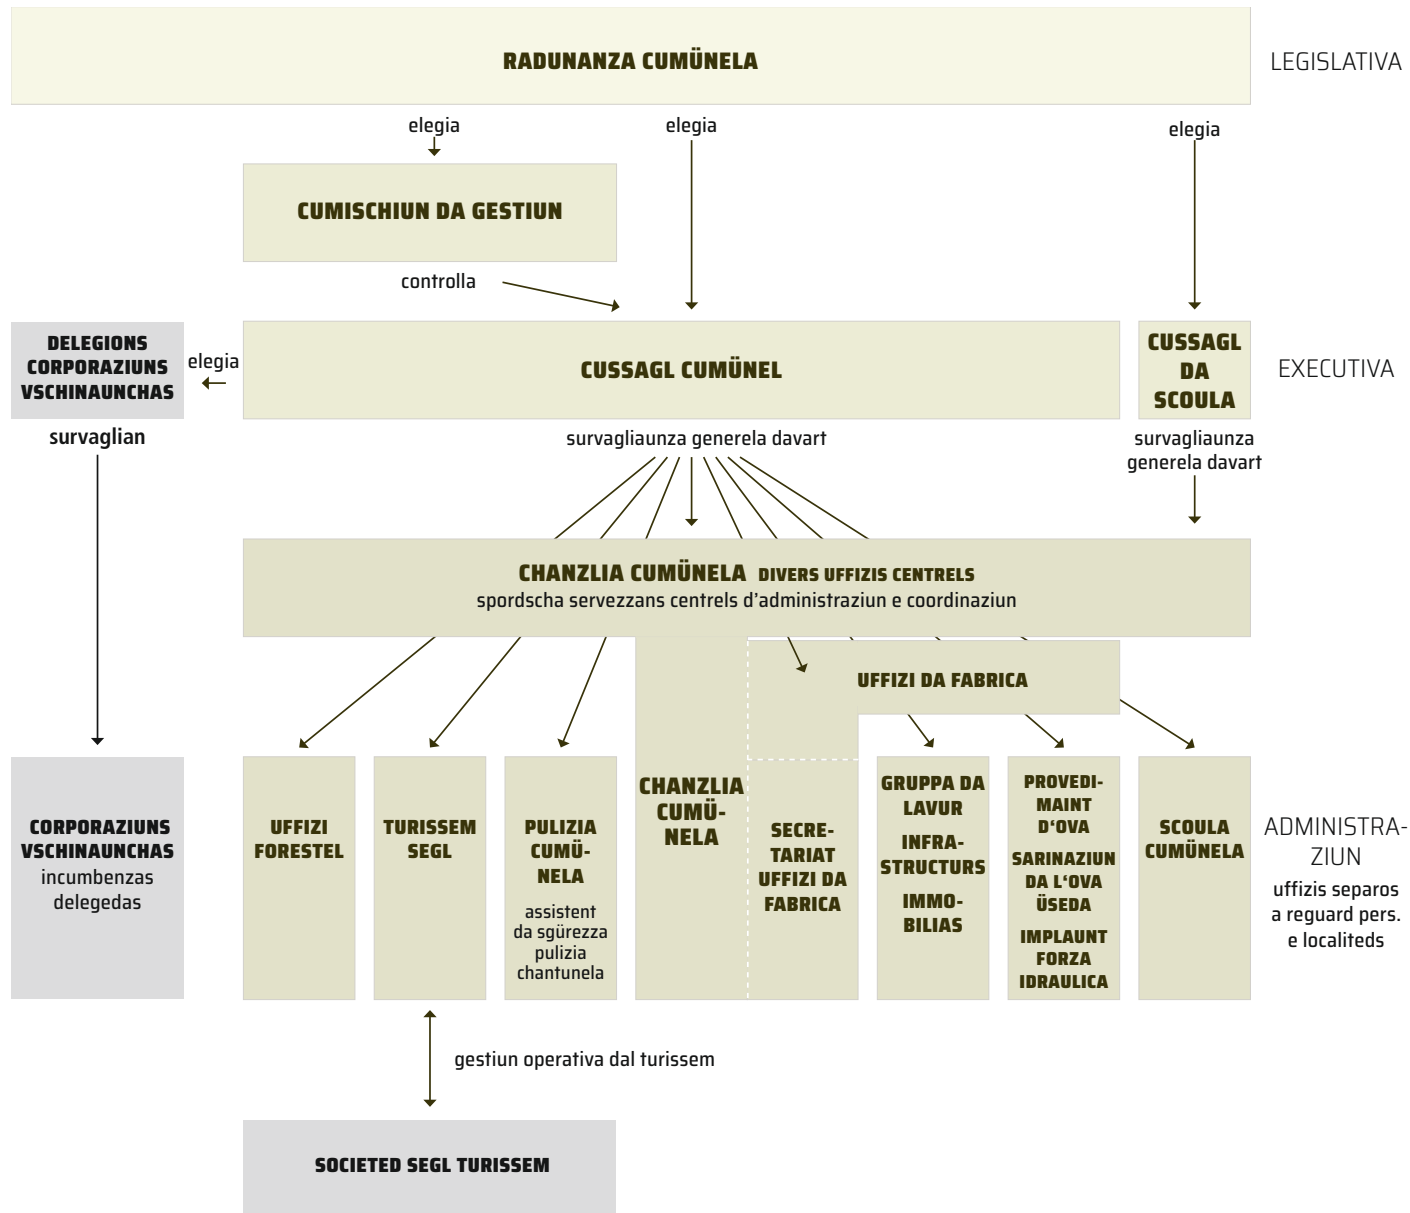 RADUNANZA CUMÜNELA
LEGISLATIVA
elegia
elegia
elegia
CUMISCHIUN DA GESTIUN
controlla
DELEGIONS
CORPORAZIUNS
VSCHINAUNCHAS
elegia
CUSSAGL CUMÜNEL
CUSSAGL
DA
SCOULA
EXECUTIVA
survaglian
survagliaunza generela davart
survagliaunza
generela davart
CHANZLIA CUMÜNELA DIVERS UFFIZIS CENTRELS
spordscha servezzans centrels d’administraziun e coordinaziun
UFFIZI DA FABRICA
CORPORAZIUNS
VSCHINAUNCHAS
incumbenzas
delegedas
UFFIZI
FORESTEL
TURISSEM
SEGL
PULIZIA
CUMÜ-
NELA
assistent
da sgürezza
pulizia
chantunela
CHANZLIA
CUMÜ-
NELA
SECRE-
TARIAT
UFFIZI DA
FABRICA
GRUPPA DA
LAVUR
INFRA-
STRUCTURS
IMMO-
BILIAS
PROVEDI-
MAINT
D‘OVA
SARINAZIUN
DA L‘OVA
ÜSEDA
IMPLAUNT
FORZA
IDRAULICA
SCOULA
CUMÜNELA
ADMINISTRA-
ZIUN
uffizis separos
a reguard pers.
e localiteds
gestiun operativa dal turissem
SOCIETED SEGL TURISSEM